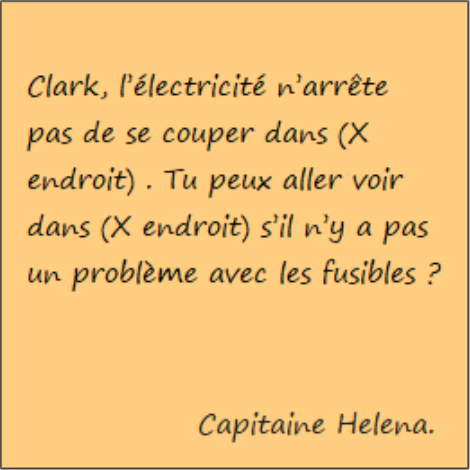 Clark, l'électricité n'arrête
pas de se couper dans (X
endroit) . Tu peux aller voir
dans (X endroit) s'il n'y a pas
un problème avec les fusibles ?
Capitaine Helena.